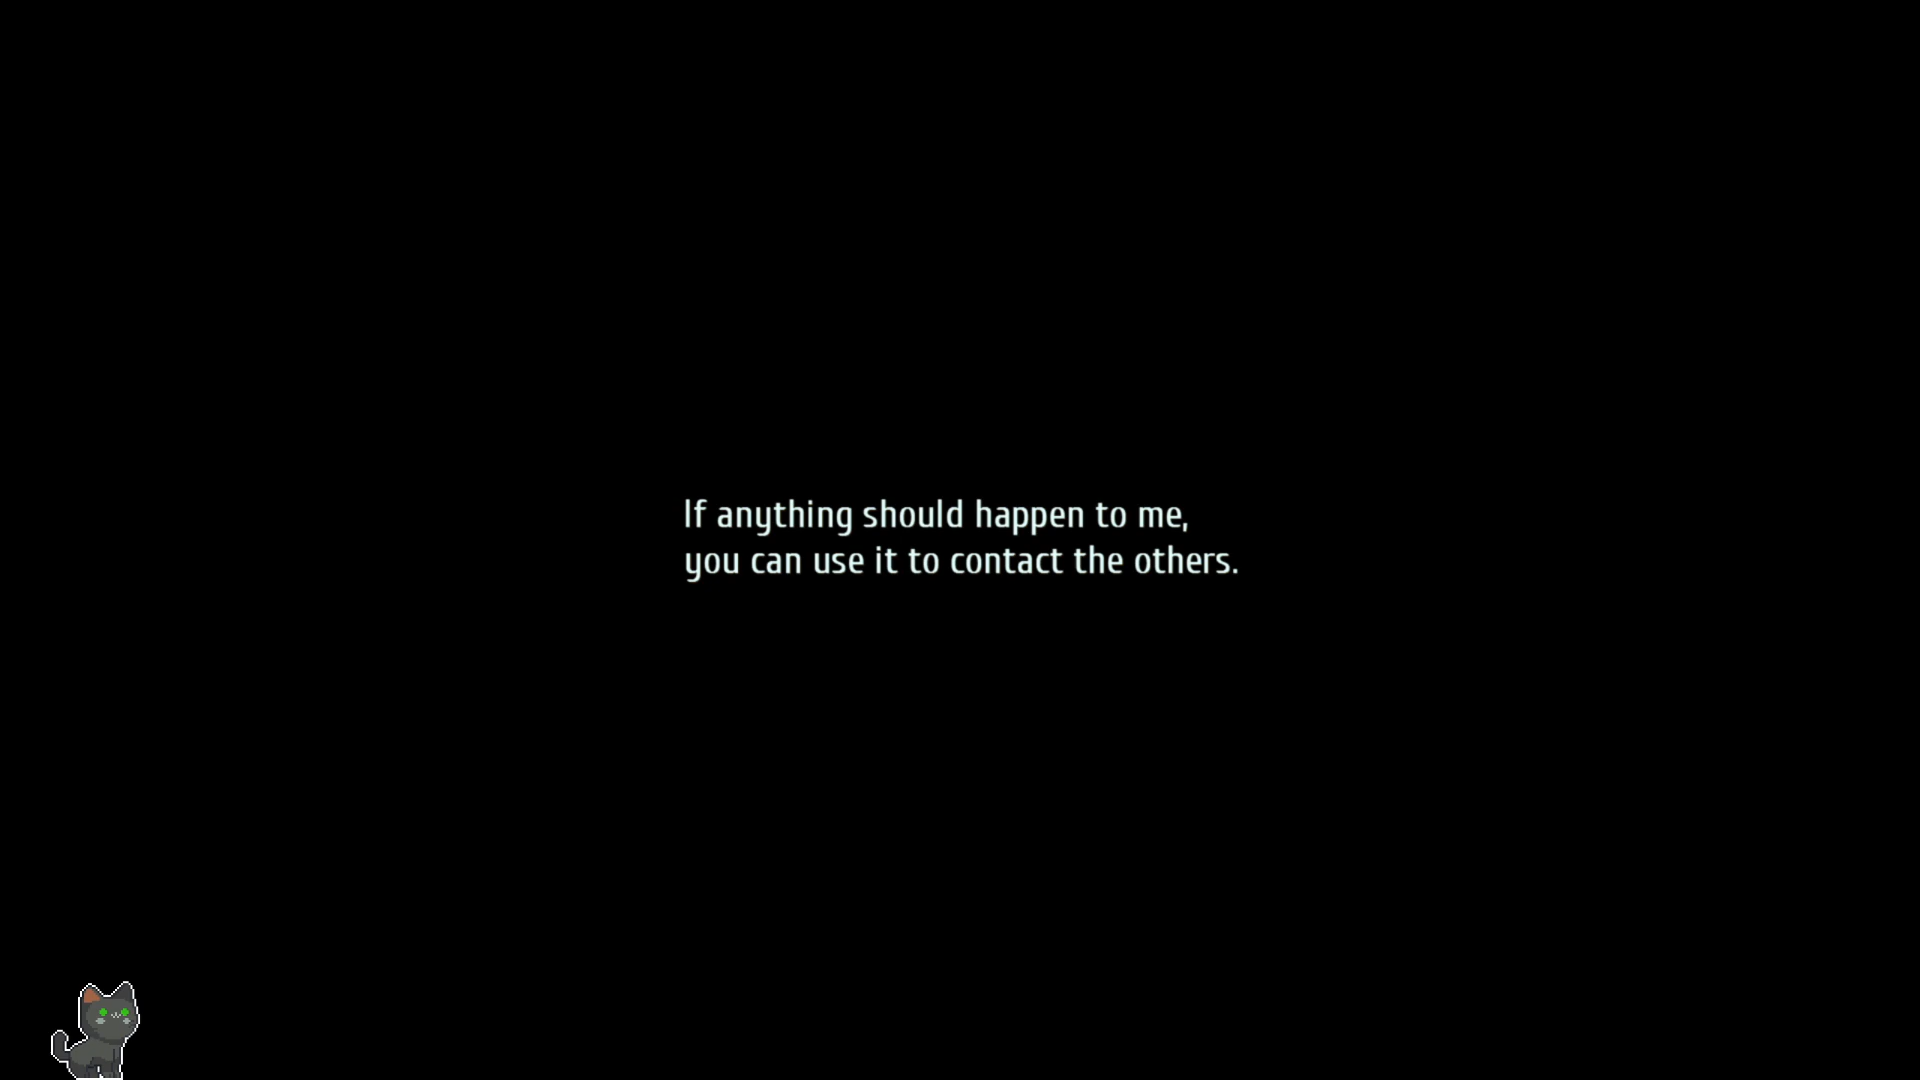 If anything should happen to me,
you can use it to contact the others.